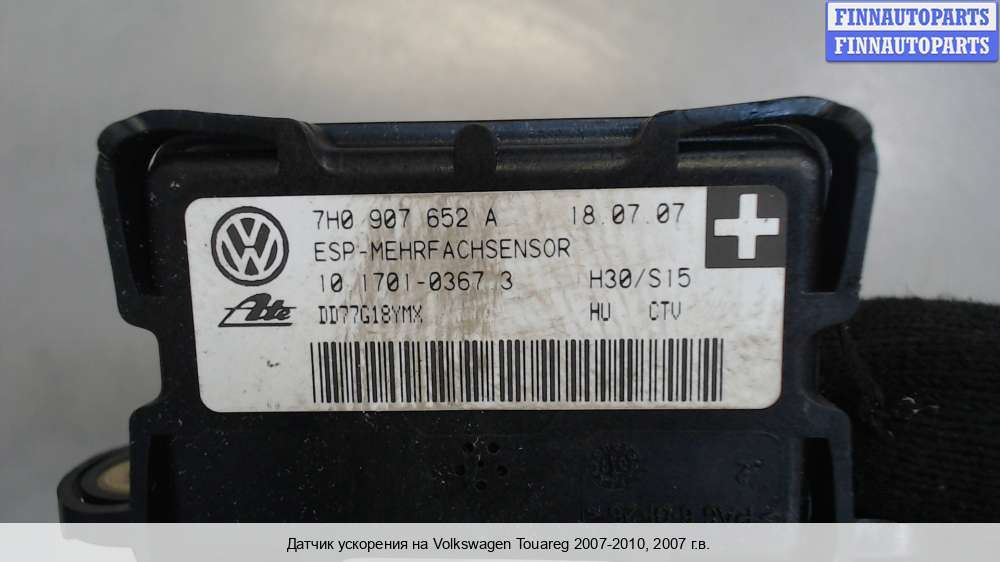 FINNAUTOPARTS
FINNAUTOPARTS
7H0 907 652 A 18.07.07
ESP-MEHRFACHSENSOR
10.1701-0367.3 H30/S15
Ate DD77G18YMX HU CTV
Датчик ускорения на Volkswagen Touareg 2007-2010, 2007 г.в.